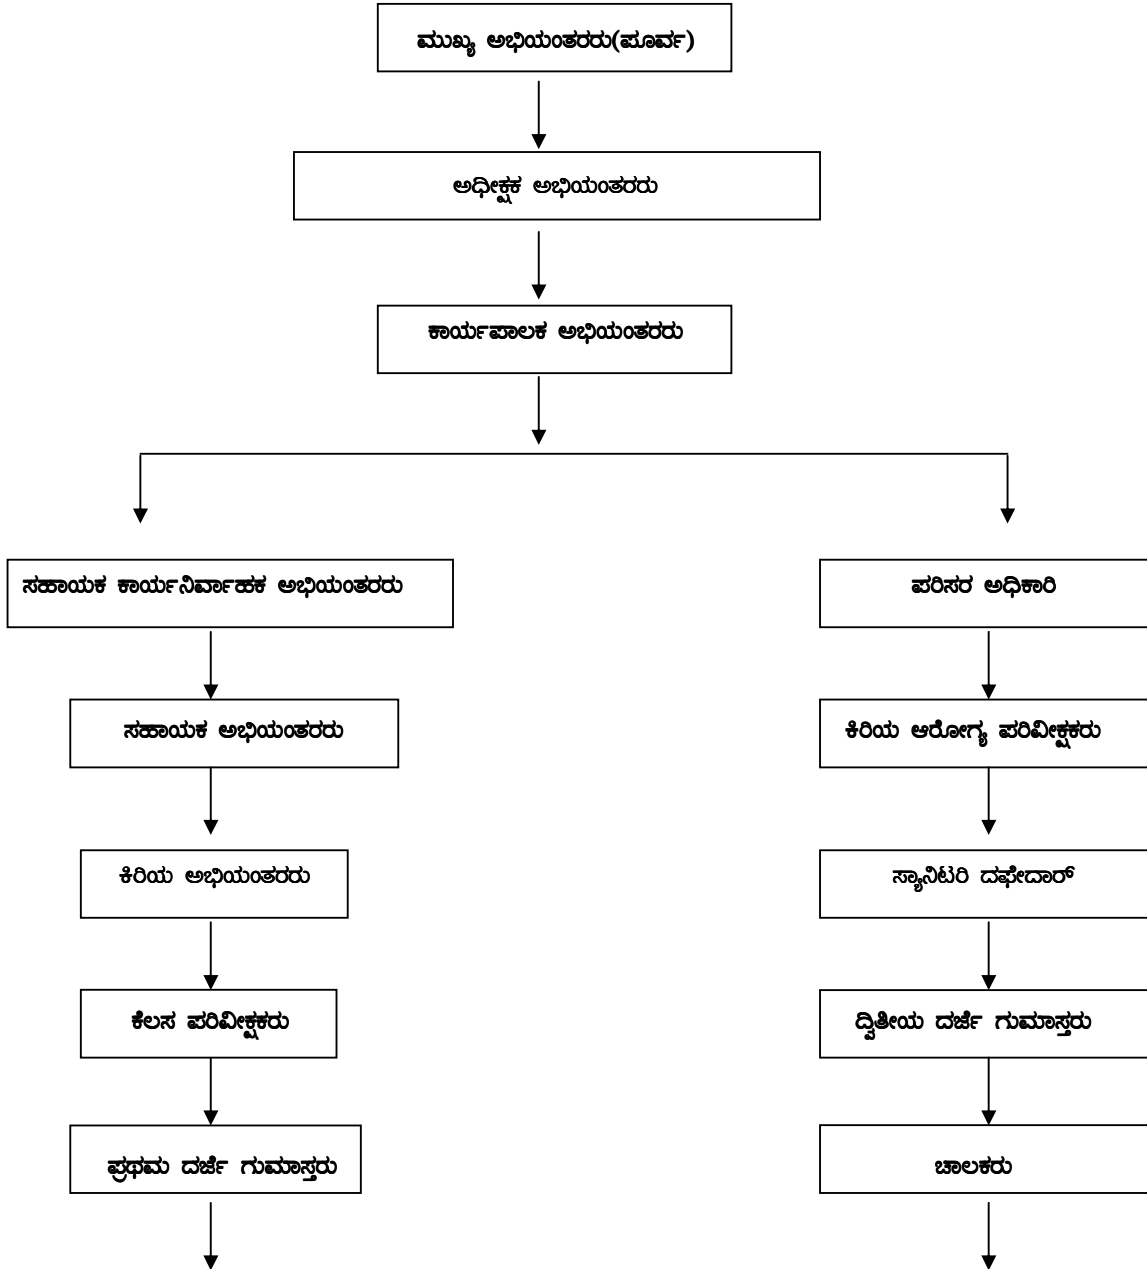 ಮುಖ್ಯ ಅಭಿಯಂತರರು(ಪೂರ್ವ)
ಅಧೀಕ್ಷಕ ಅಭಿಯಂತರರು
ಕಾರ್ಯಪಾಲಕ ಅಭಿಯಂತರರು
ಸಹಾಯಕ ಕಾರ್ಯನಿರ್ವಾಹಕ ಅಭಿಯಂತರರು
ಪರಿಸರ ಅಧಿಕಾರಿ
ಸಹಾಯಕ ಅಭಿಯಂತರರು
ಕಿರಿಯ ಆರೋಗ್ಯ ಪರಿವೀಕ್ಷಕರು
ಕಿರಿಯ ಅಭಿಯಂತರರು
ಸ್ಯಾನಿಟರಿ ದಫೇದಾರ್
ಕೆಲಸ ಪರಿವೀಕ್ಷಕರು
ದ್ವಿತೀಯ ದರ್ಜೆ ಗುಮಾಸ್ತರು
ಪ್ರಥಮ ದರ್ಜೆ ಗುಮಾಸ್ತರು
ಚಾಲಕರು